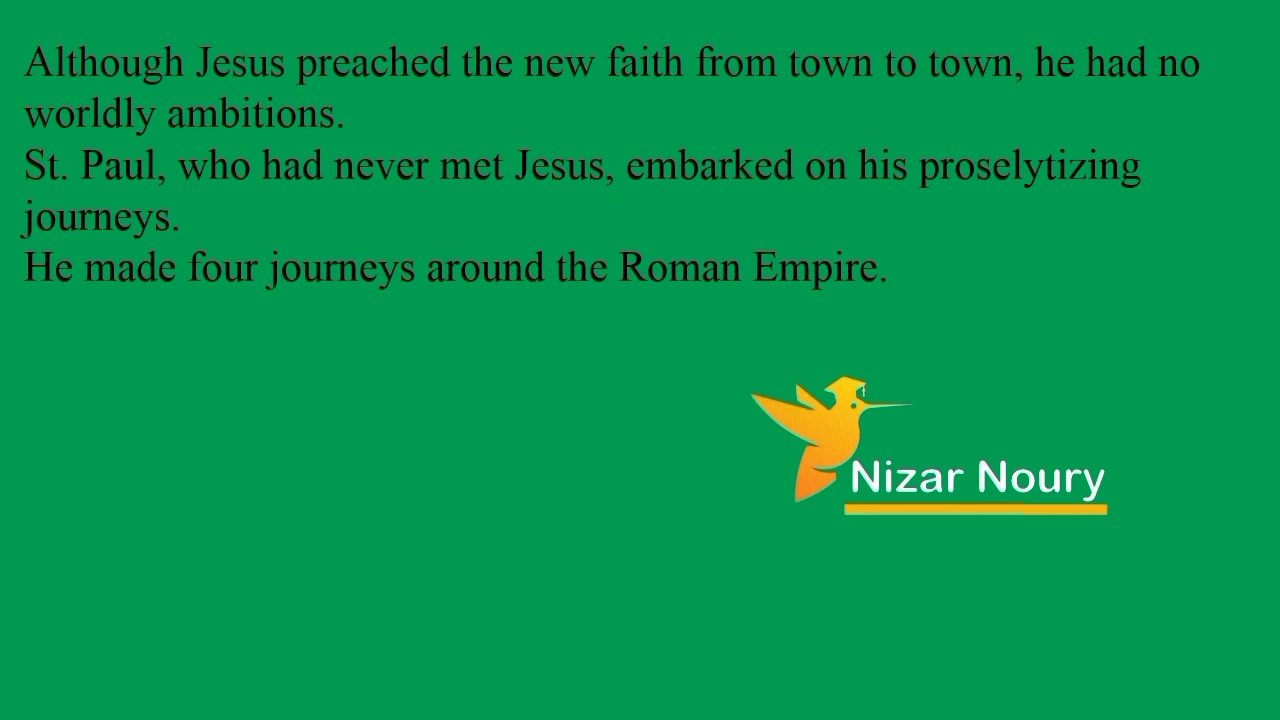 Although Jesus preached the new faith from town to town, he had no
worldly ambitions.
St. Paul, who had never met Jesus, embarked on his proselytizing
journeys.
He made four journeys around the Roman Empire.
Nizar Noury